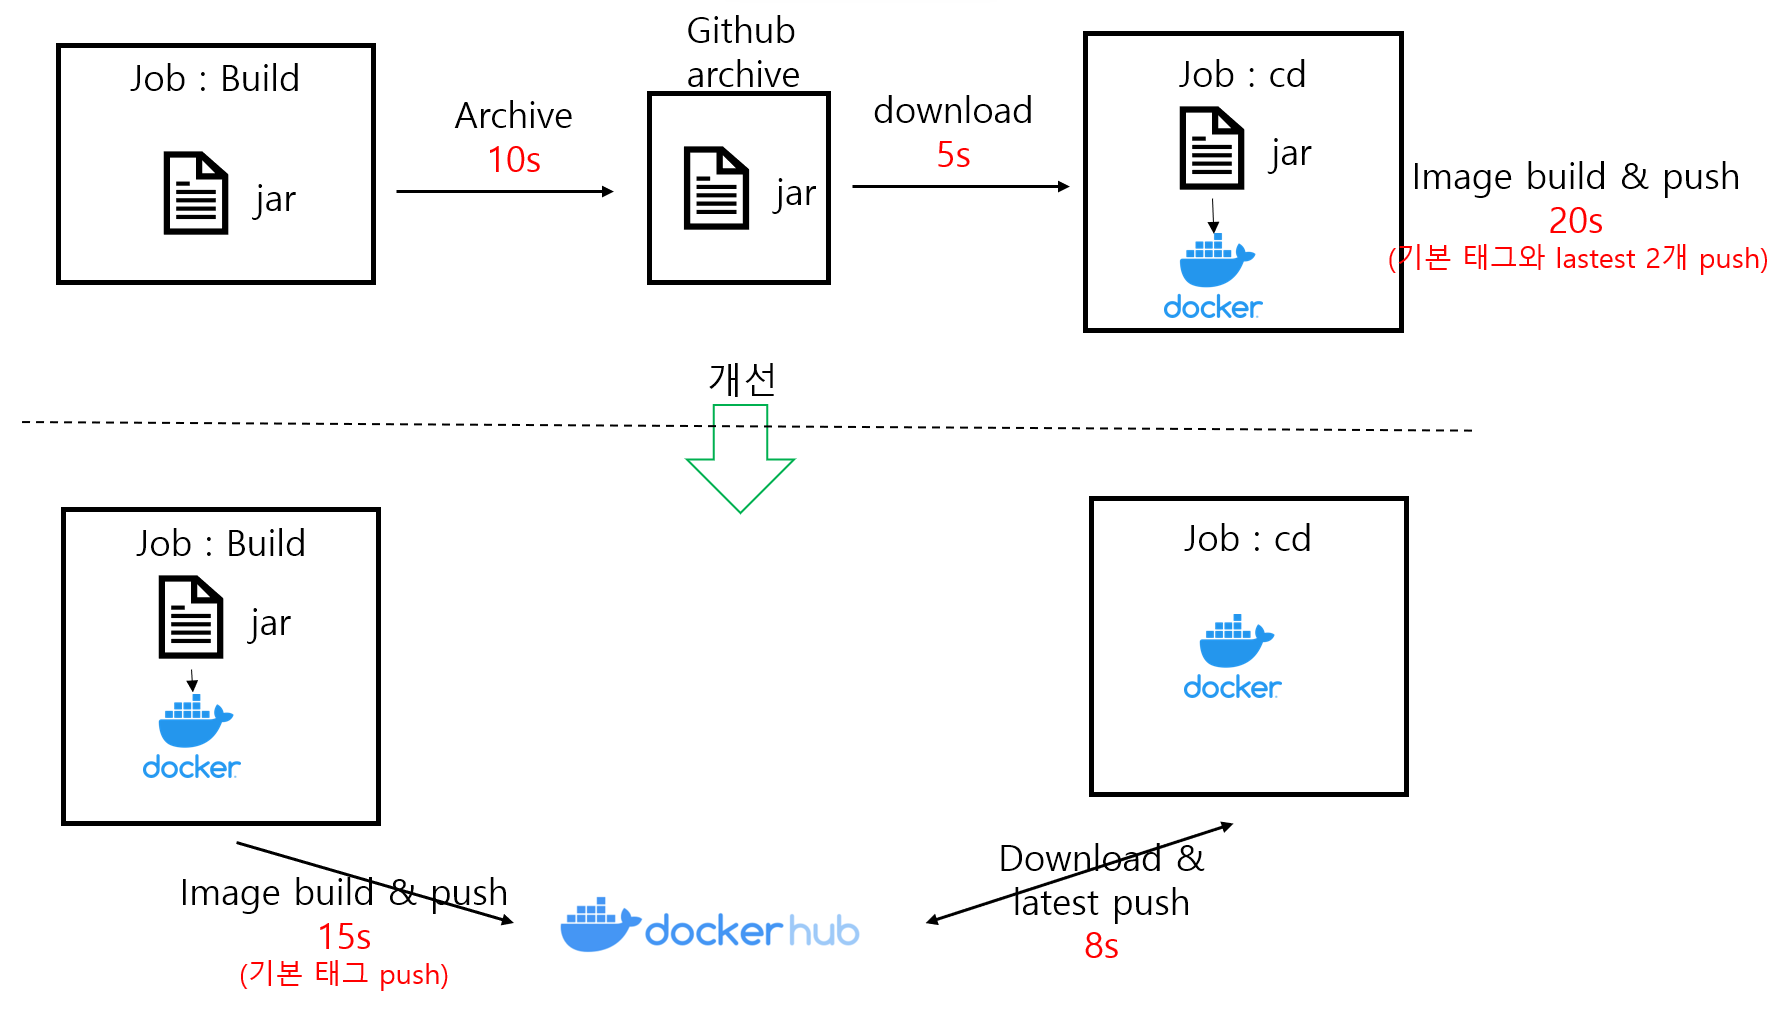 Job : Build
jar
Archive
10s
Github
archive
jar
download
5s
Job : cd
jar
docker
Image build & push
20s
(기본 태그와 lastest 2개 push)
개선
Job : Build
jar
docker
Image build & push
15s
(기본 태그 push)
docker hub
Job : cd
docker
Download &
latest push
8s